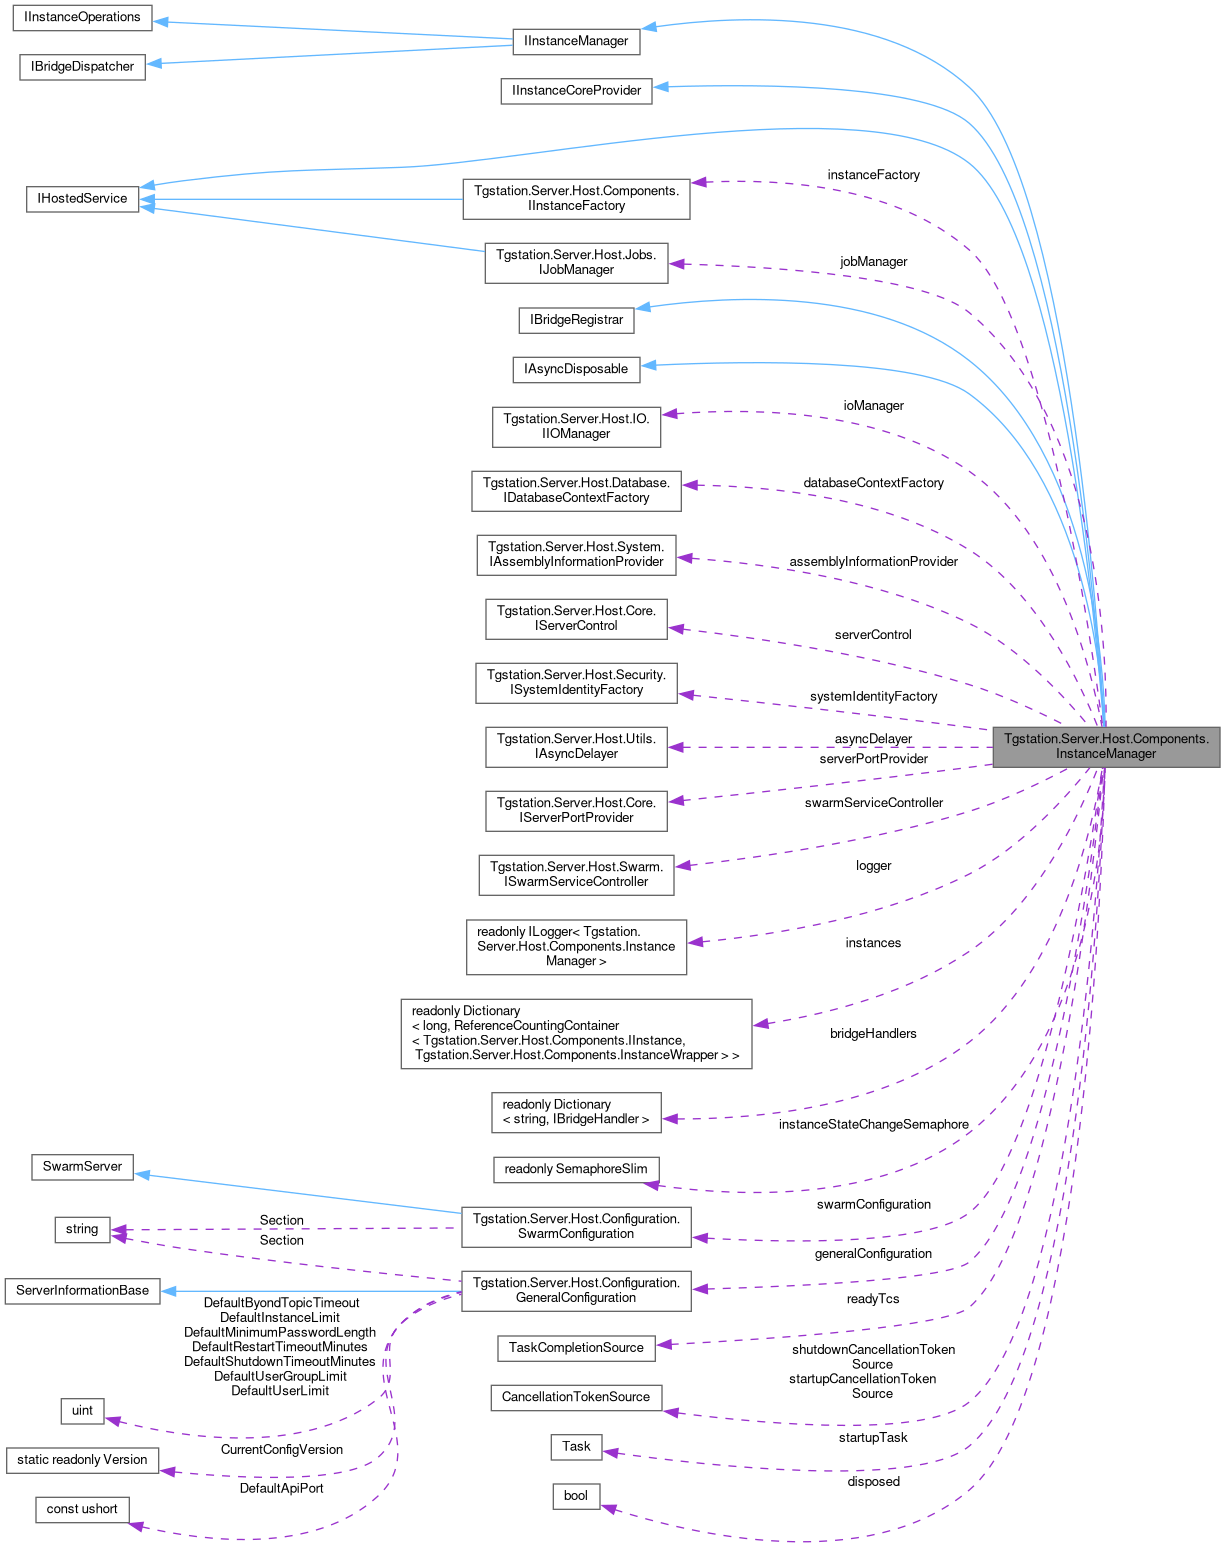 IInstanceOperations
IInstanceManager
IBridgeDispatcher
IInstanceCoreProvider
instanceFactory
Tgstation.Server.Host.Components.
IInstanceFactory
IHostedService
Tgstation.Server.Host.Jobs.
IJobManager
jobManager
IBridgeRegistrar
IAsyncDisposable
ioManager
Tgstation.Server.Host.IO.
IIOManager
databaseContextFactory
Tgstation.Server.Host.Database.
IDatabaseContextFactory
Tgstation.Server.Host.System.
IAssemblyInformationProvider
assemblyInformationProvider
Tgstation.Server.Host.Core.
IServerControl
serverControl
Tgstation.Server.Host.Security.
ISystemIdentityFactory
systemIdentityFactory
Tgstation.Server.Host.Utils.
IAsyncDelayer
asyncDelayer
Tgstation.Server.Host.Components.
InstanceManager
serverPortProvider
Tgstation.Server.Host.Core.
IServerPortProvider
swarmServiceController
Tgstation.Server.Host.Swarm.
ISwarmServiceController
logger
readonly ILogger< Tgstation.
Server.Host.Components.Instance
Manager >
instances
readonly Dictionary
< long, ReferenceCountingContainer
< Tgstation.Server.Host.Components.IInstance,
Tgstation.Server.Host.Components.InstanceWrapper > >
bridgeHandlers
readonly Dictionary
< string, IBridgeHandler >
instanceStateChangeSemaphore
readonly SemaphoreSlim
SwarmServer
swarmConfiguration
Tgstation.Server.Host.Configuration.
SwarmConfiguration
Section
string
Section
generalConfiguration
Tgstation.Server.Host.Configuration.
GeneralConfiguration
ServerInformationBase
DefaultByondTopicTimeout
DefaultInstanceLimit
DefaultMinimumPasswordLength
DefaultRestartTimeoutMinutes
DefaultShutdownTimeoutMinutes
DefaultUserGroupLimit
DefaultUserLimit
readyTcs
TaskCompletionSource
shutdownCancellationToken
Source
startupCancellationToken
Source
CancellationTokenSource
uint
startupTask
Task
CurrentConfigVersion
static readonly Version
disposed
bool
DefaultApiPort
const ushort